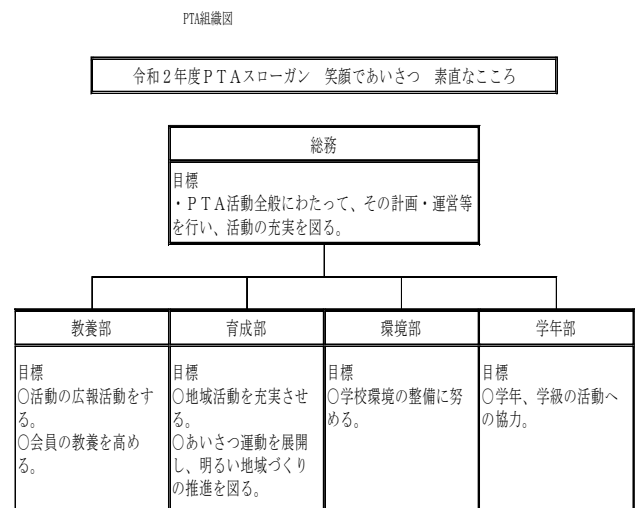 PTA組織図
令和２年度ＰＴＡスローガン　笑顔であいさつ　素直なこころ
総務
目標
・ＰＴＡ活動全般にわたって、その計画・運営等
を行い、活動の充実を図る。
教養部
目標
○活動の広報活動をす
る。
○会員の教養を高め
る。
育成部
目標
○地域活動を充実させ
る。
○あいさつ運動を展開
し、明るい地域づくり
の推進を図る。
環境部
目標
○学校環境の整備に努
める。
学年部
目標
○学年、学級の活動へ
の協力。